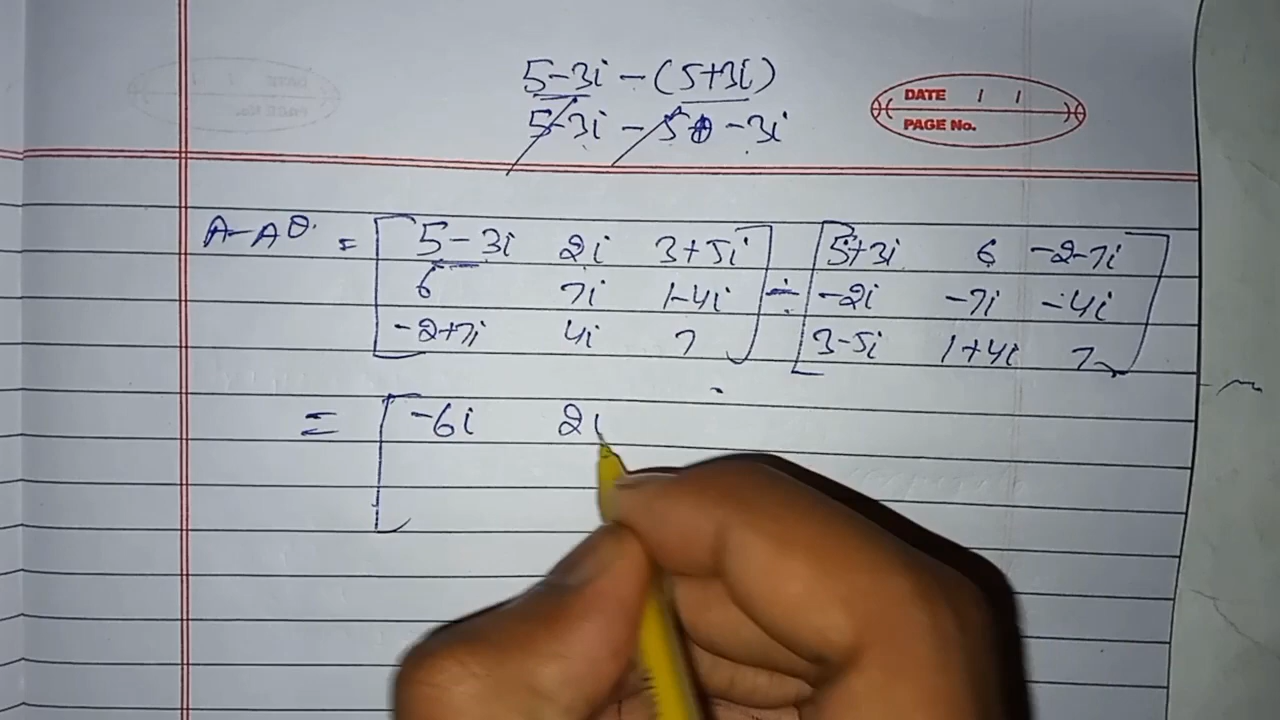 5-3i - (5+3i)
5-3i - 5 - 3i
DATE / /
PAGE No.
A-Aᶿ = [ 5-3i 2i 3+5i ] - [ 5+3i 6 -2-7i ]
6 7i 1-4i -2i -7i -4i
-2+7i 4i 7 3-5i 1+4i 7
= [ -6i 2i